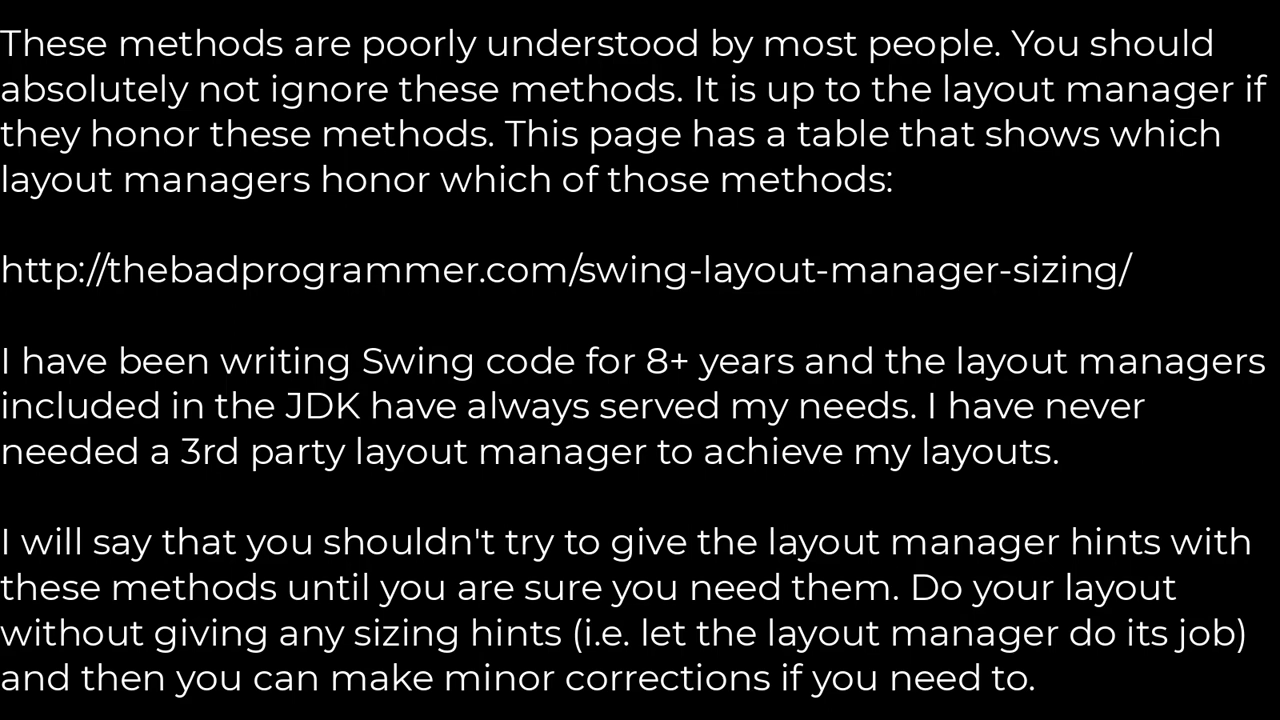 These methods are poorly understood by most people. You should
absolutely not ignore these methods. It is up to the layout manager if
they honor these methods. This page has a table that shows which
layout managers honor which of those methods:
http://thebadprogrammer.com/swing-layout-manager-sizing/
I have been writing Swing code for 8+ years and the layout managers
included in the JDK have always served my needs. I have never
needed a 3rd party layout manager to achieve my layouts.
I will say that you shouldn't try to give the layout manager hints with
these methods until you are sure you need them. Do your layout
without giving any sizing hints (i.e. let the layout manager do its job)
and then you can make minor corrections if you need to.